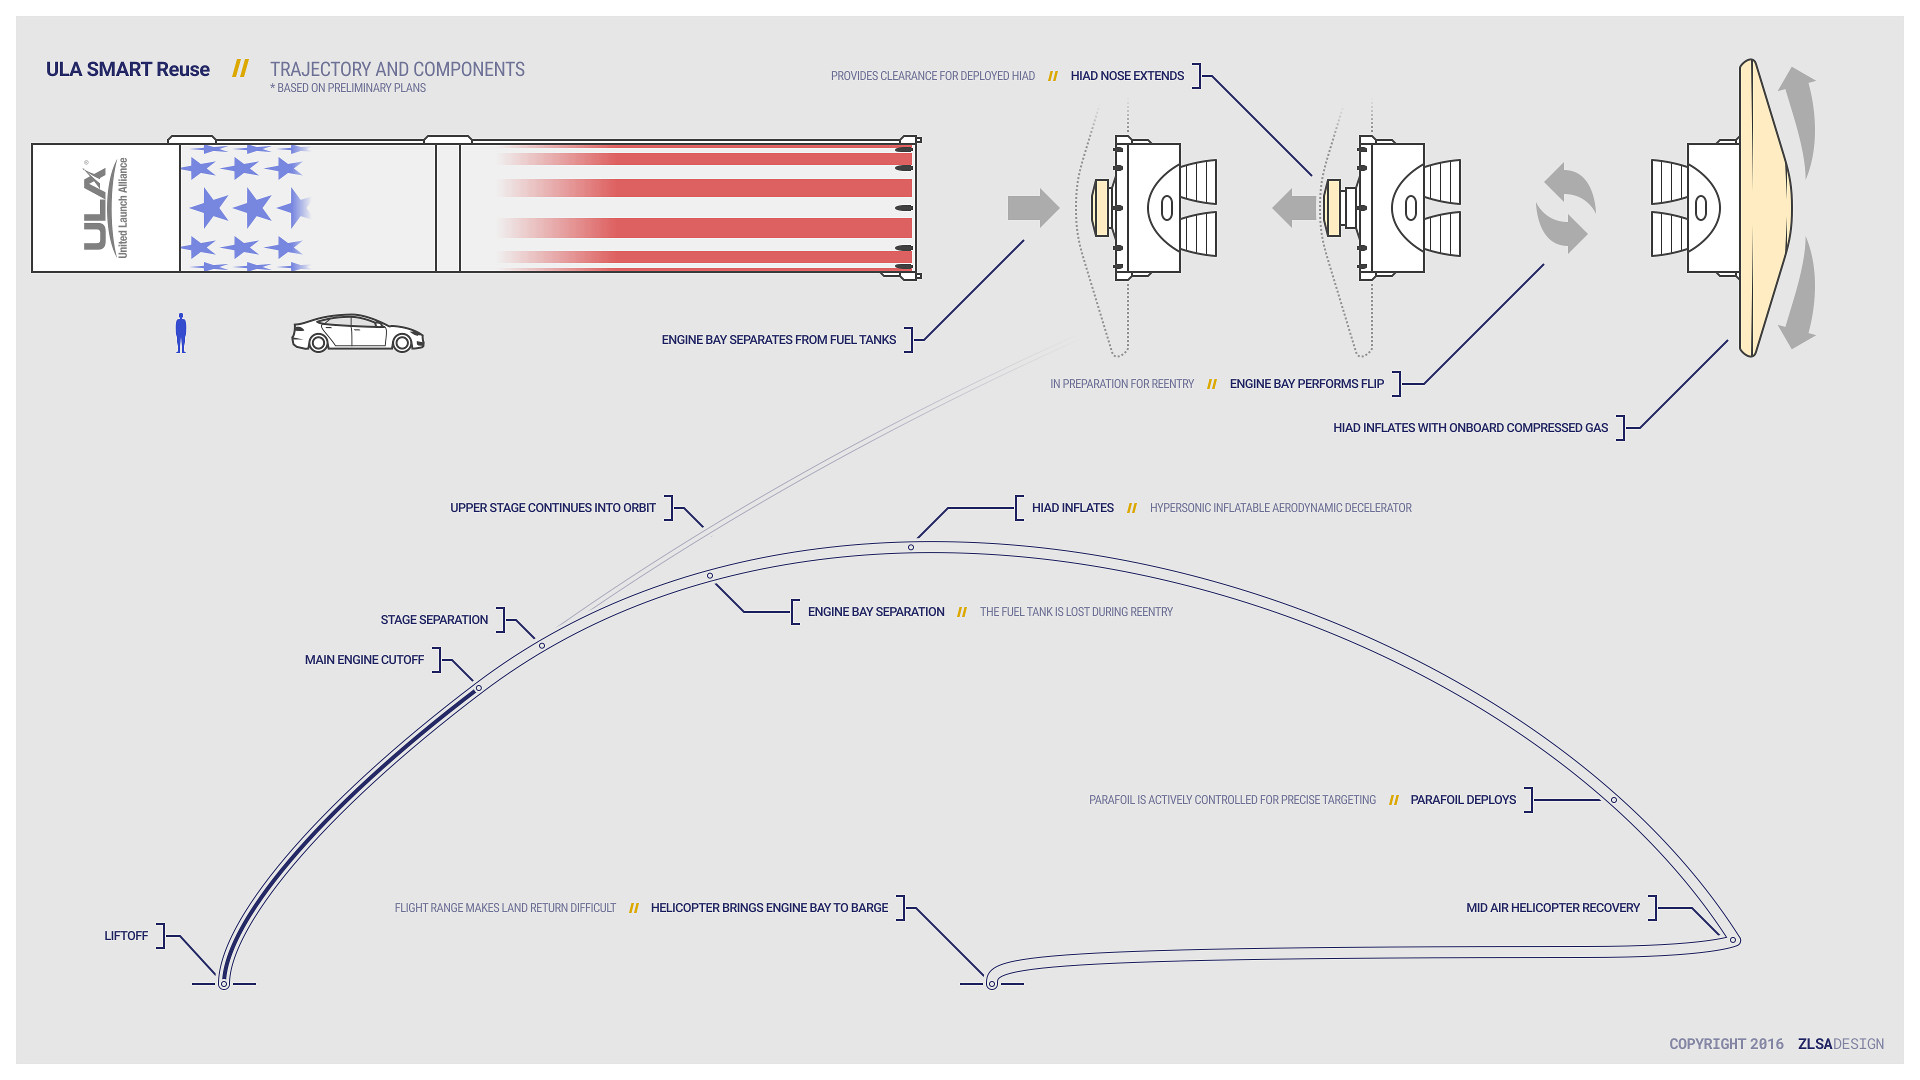 ULA SMART Reuse // TRAJECTORY AND COMPONENTS
* BASED ON PRELIMINARY PLANS
PROVIDES CLEARANCE FOR DEPLOYED HIAD // HIAD NOSE EXTENDS
ULA
®
United Launch Alliance
ENGINE BAY SEPARATES FROM FUEL TANKS
IN PREPARATION FOR REENTRY // ENGINE BAY PERFORMS FLIP
HIAD INFLATES WITH ONBOARD COMPRESSED GAS
UPPER STAGE CONTINUES INTO ORBIT
HIAD INFLATES // HYPERSONIC INFLATABLE AERODYNAMIC DECELERATOR
ENGINE BAY SEPARATION // THE FUEL TANK IS LOST DURING REENTRY
STAGE SEPARATION
MAIN ENGINE CUTOFF
PARAFOIL IS ACTIVELY CONTROLLED FOR PRECISE TARGETING // PARAFOIL DEPLOYS
FLIGHT RANGE MAKES LAND RETURN DIFFICULT // HELICOPTER BRINGS ENGINE BAY TO BARGE
MID AIR HELICOPTER RECOVERY
LIFTOFF
COPYRIGHT 2016 ZLSADESIGN